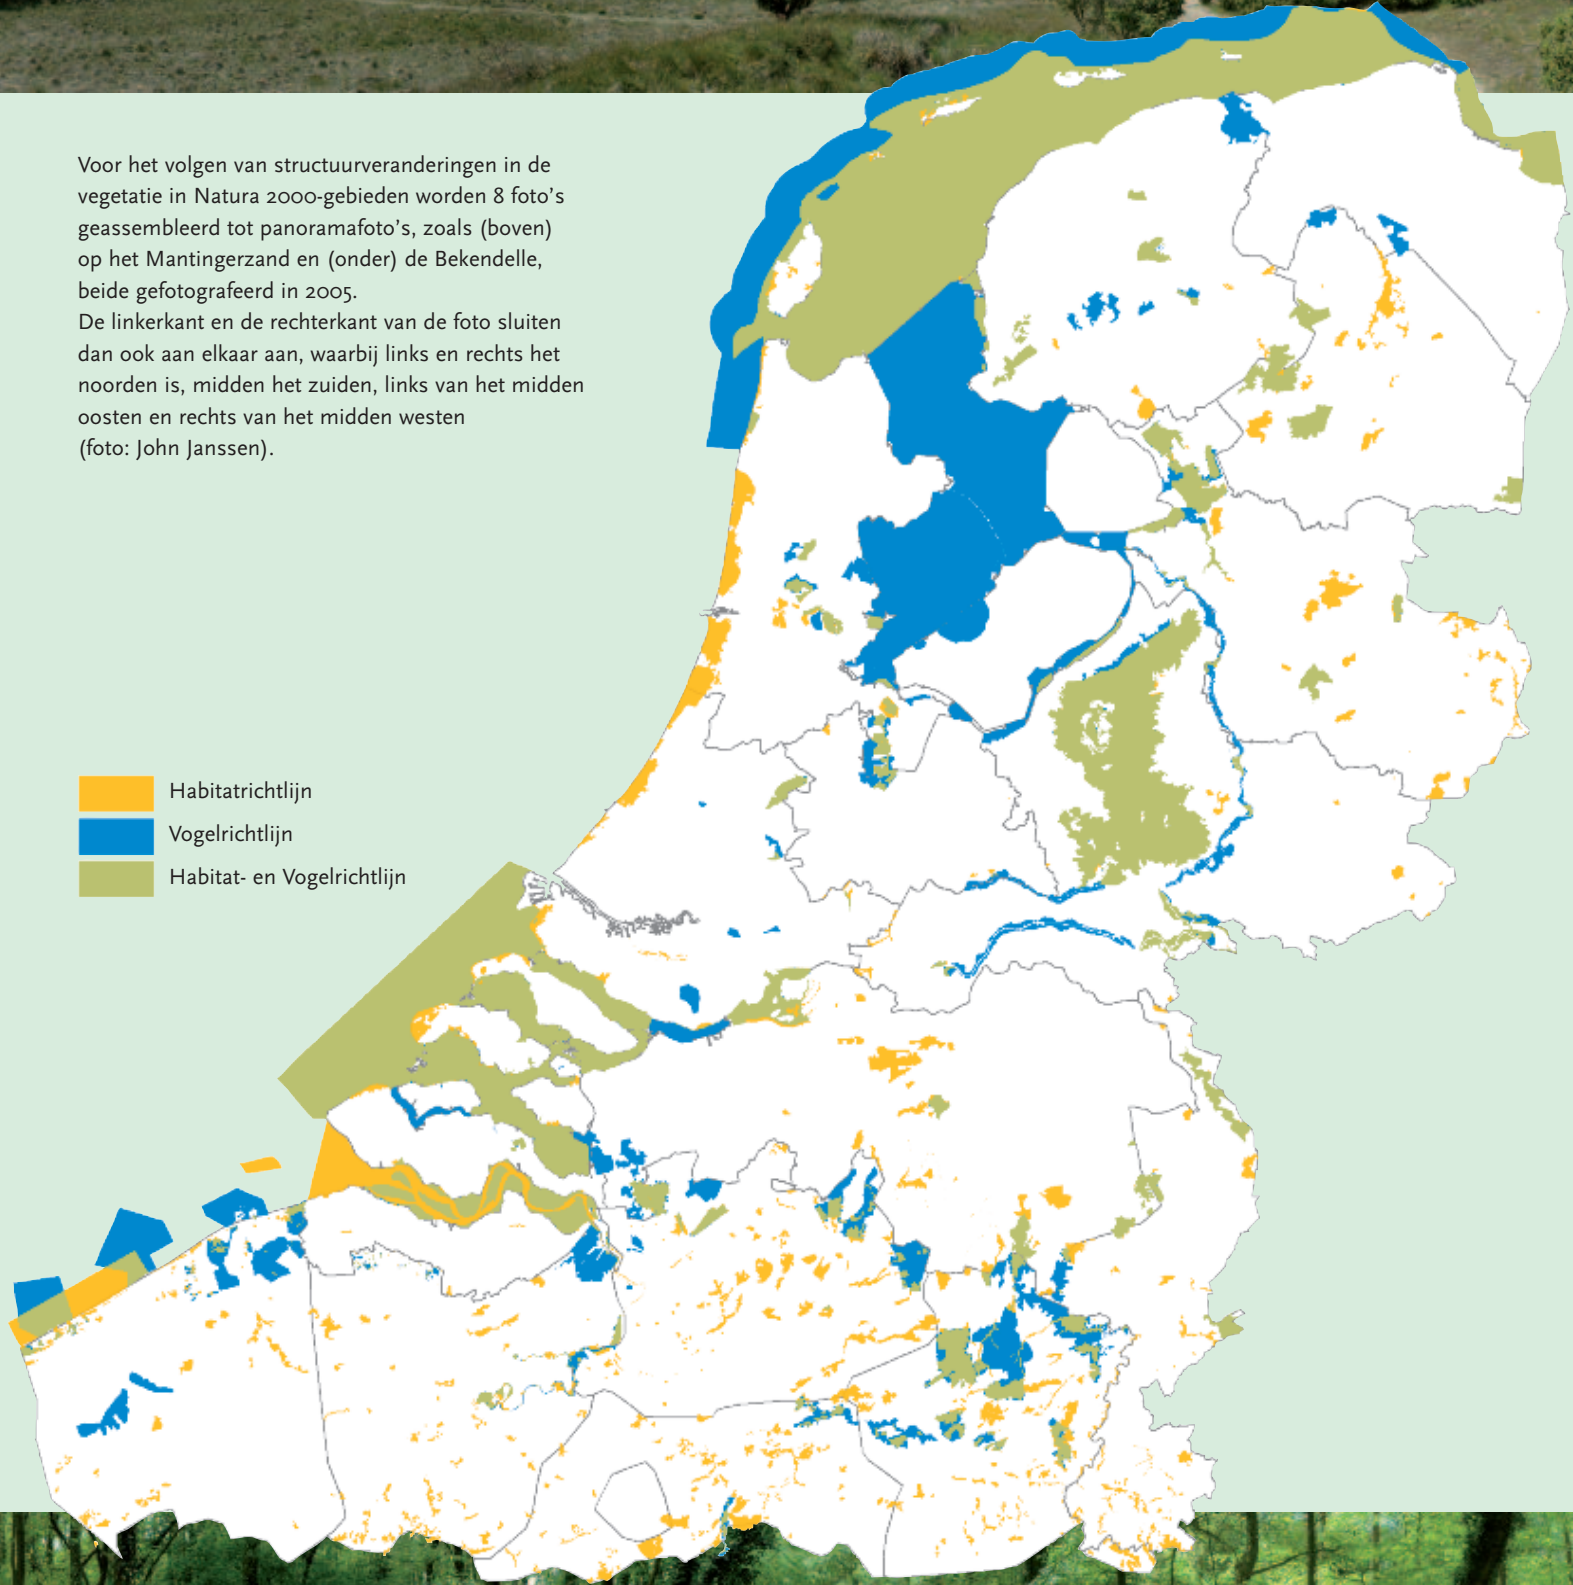 Voor het volgen van structuurveranderingen in de
vegetatie in Natura 2000-gebieden worden 8 foto's
geassembleerd tot panoramafoto's, zoals (boven)
op het Mantingerzand en (onder) de Bekendelle,
beide gefotografeerd in 2005.
De linkerkant en de rechterkant van de foto sluiten
dan ook aan elkaar aan, waarbij links en rechts het
noorden is, midden het zuiden, links van het midden
oosten en rechts van het midden westen
(foto: John Janssen).
Habitatrichtlijn
Vogelrichtlijn
Habitat- en Vogelrichtlijn